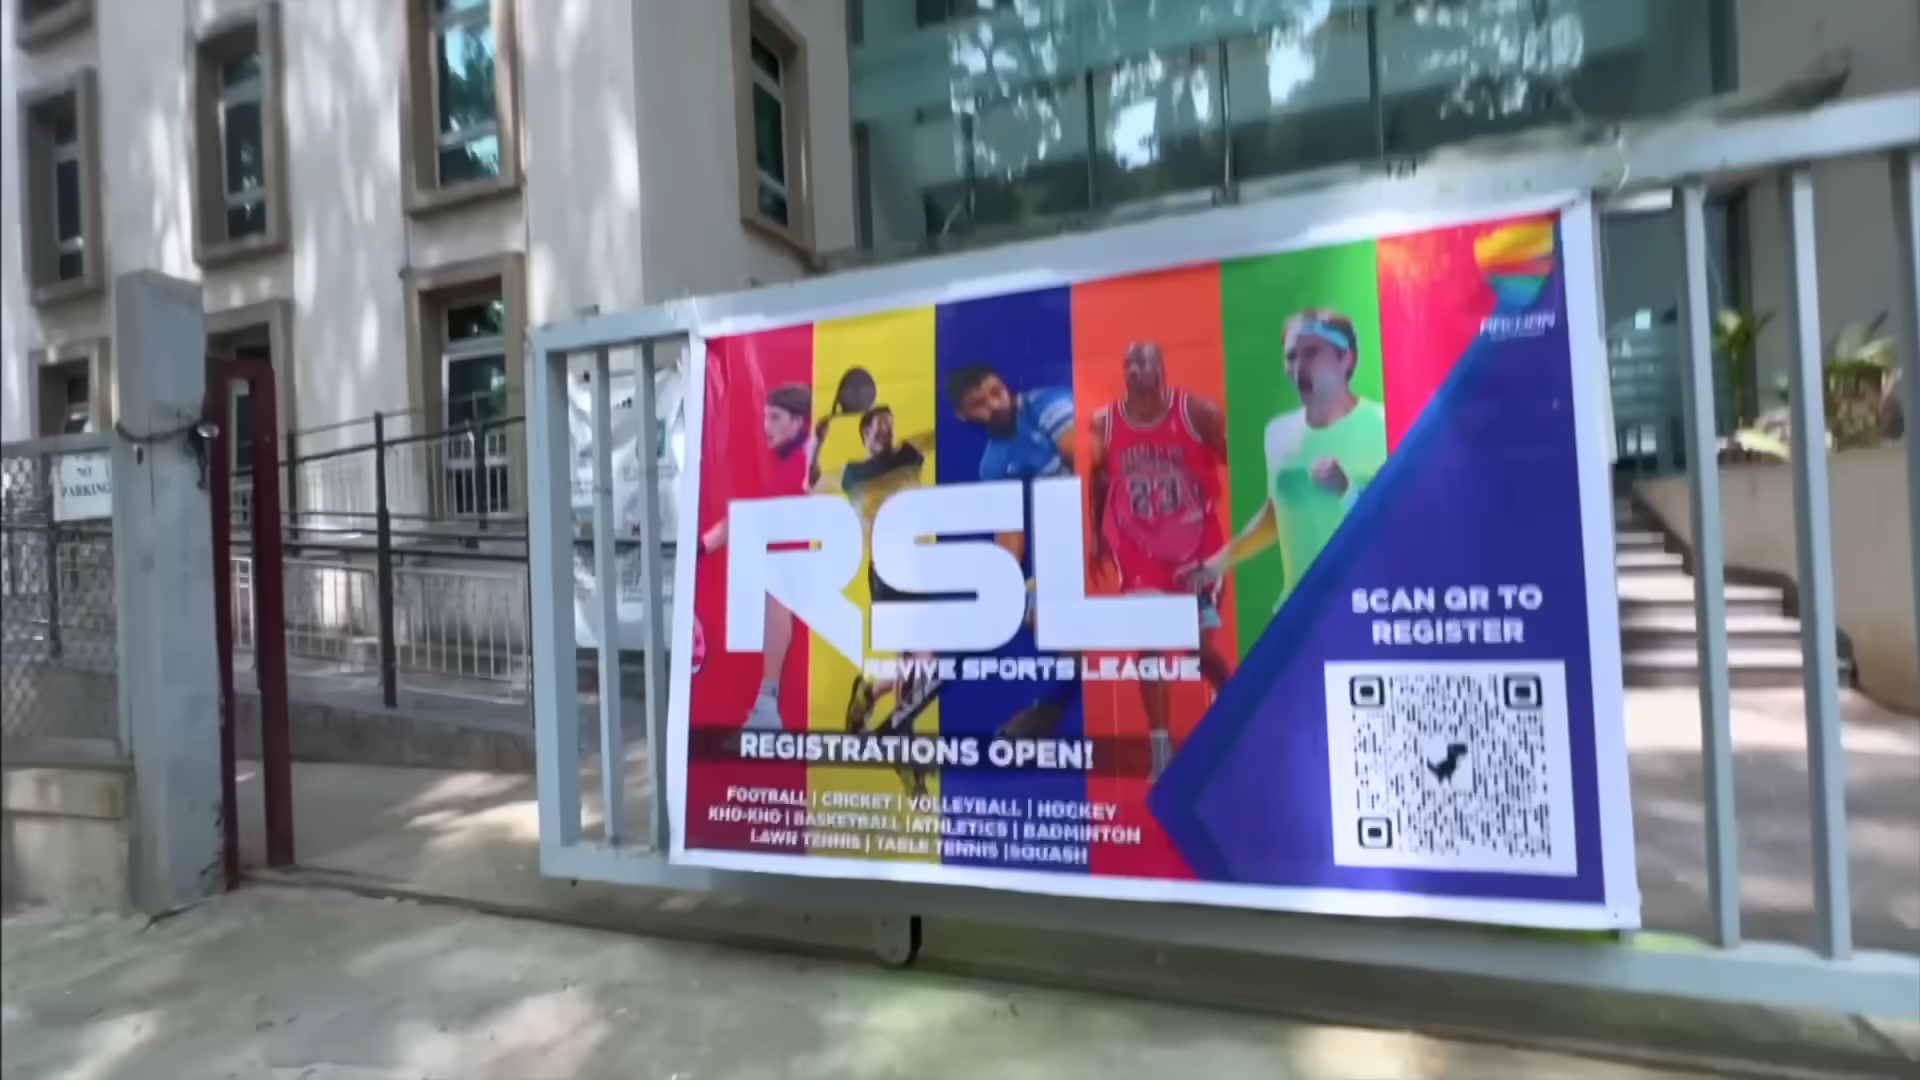 NO
PARKING
RSL
REVIVE SPORTS LEAGUE
REGISTRATIONS OPEN!
FOOTBALL | CRICKET | VOLLEYBALL | HOCKEY
KHO-KHO | BASKETBALL |ATHLETICS | BADMINTON
LAWN TENNIS | TABLE TENNIS |SQUASH
BULLS
23
SCAN QR TO
REGISTER